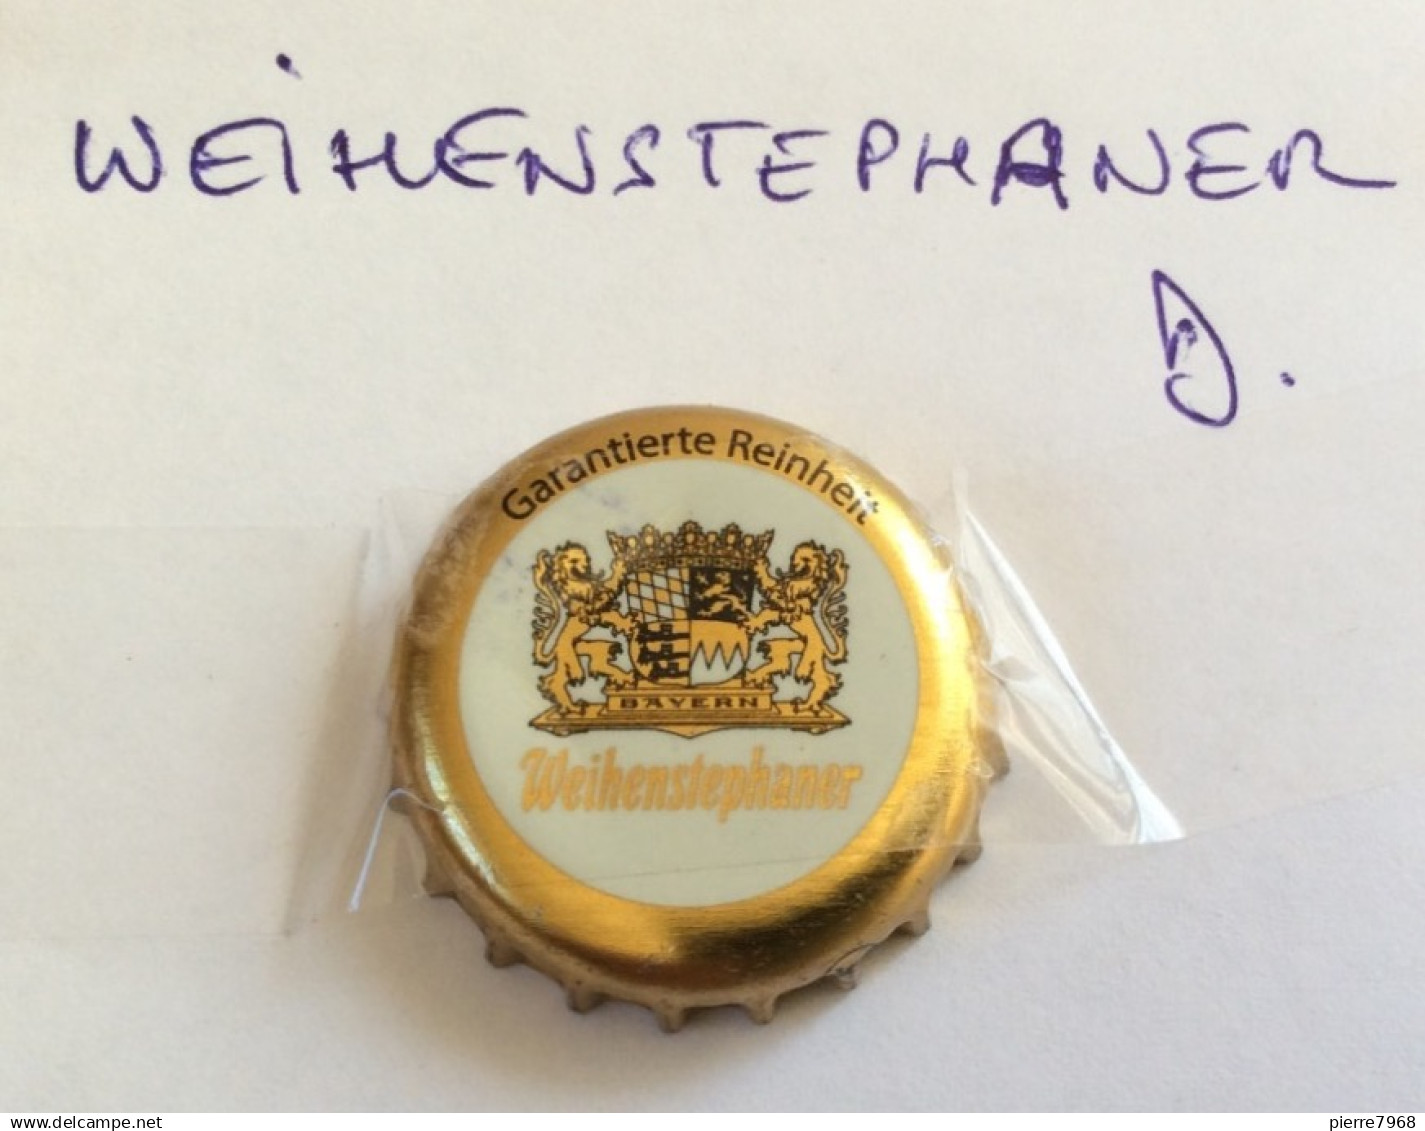 WEIHENSTEPHANER
D.
Garantierte Reinheit
BAYERN
Weihenstephaner
www.delcampe.net
pierre7968